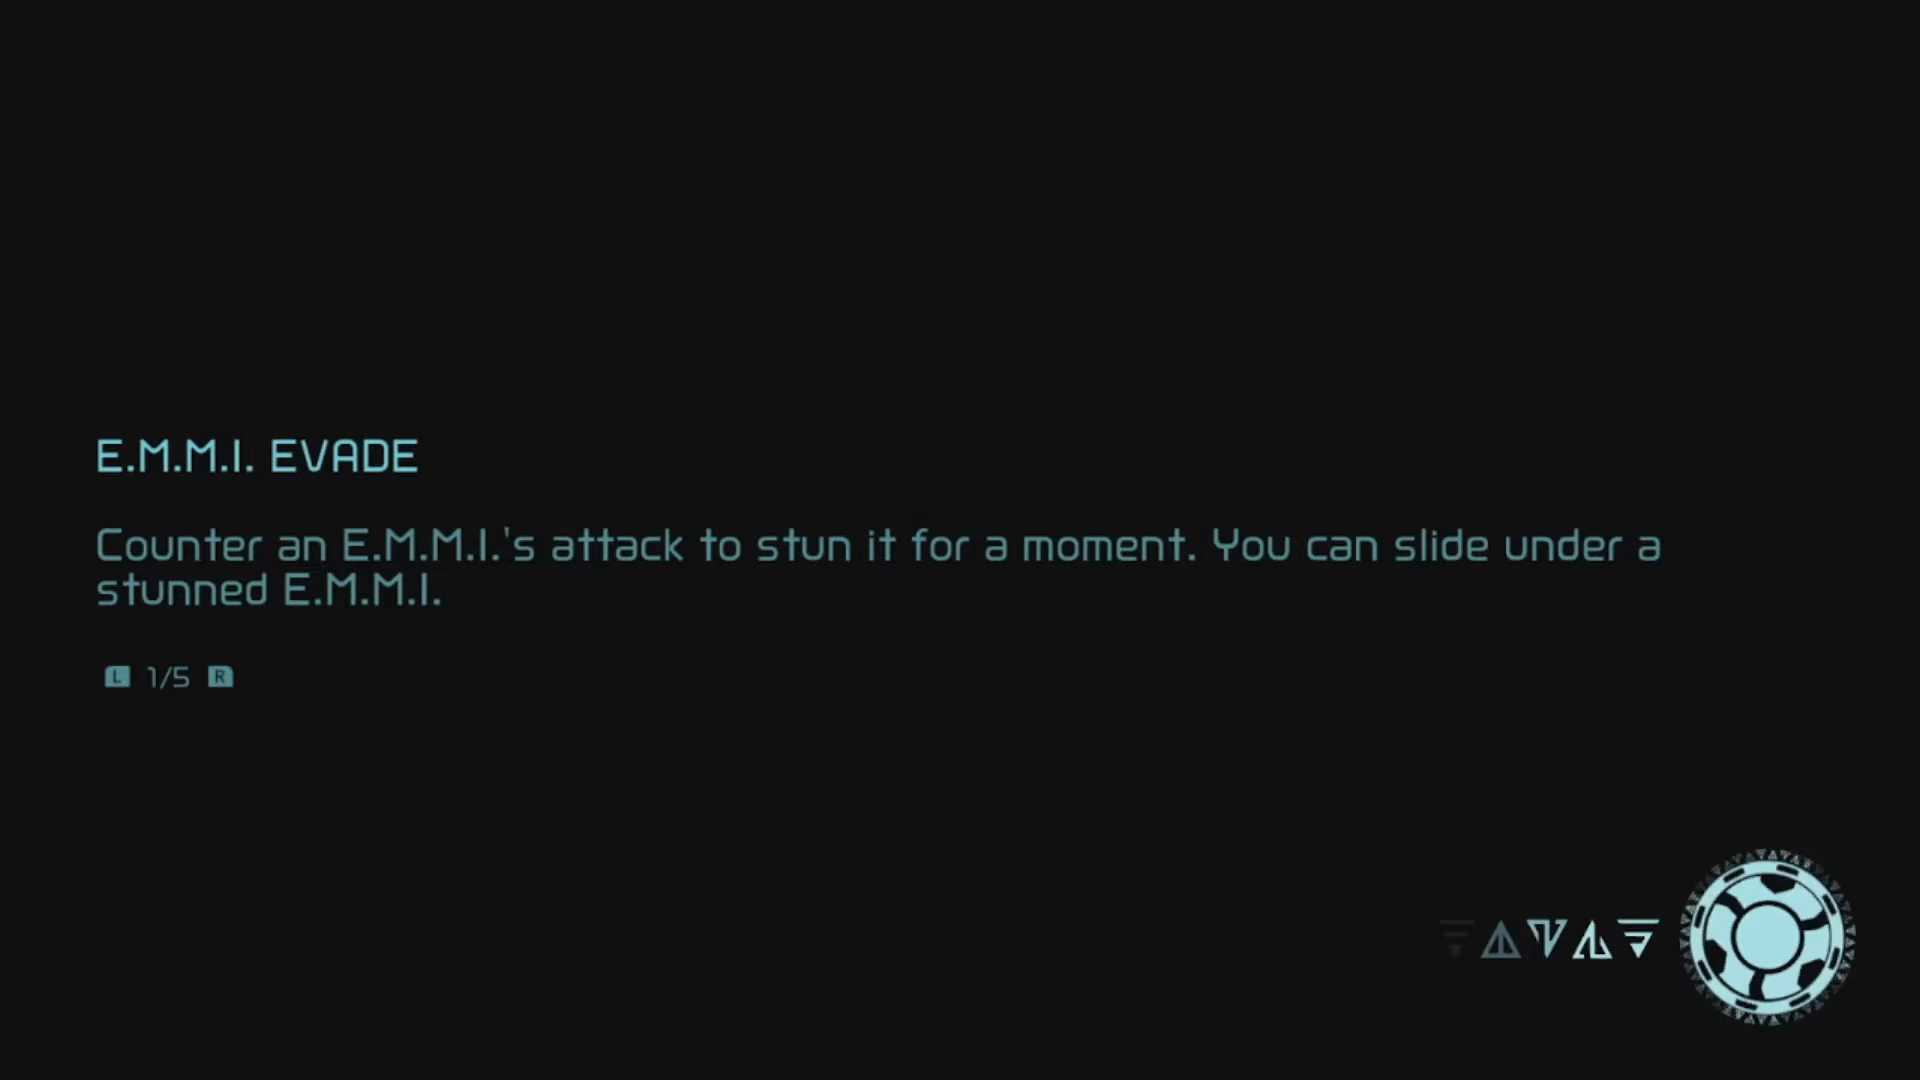 E.M.M.I. EVADE
Counter an E.M.M.I.'s attack to stun it for a moment. You can slide under a
stunned E.M.M.I.
L 1/5 R